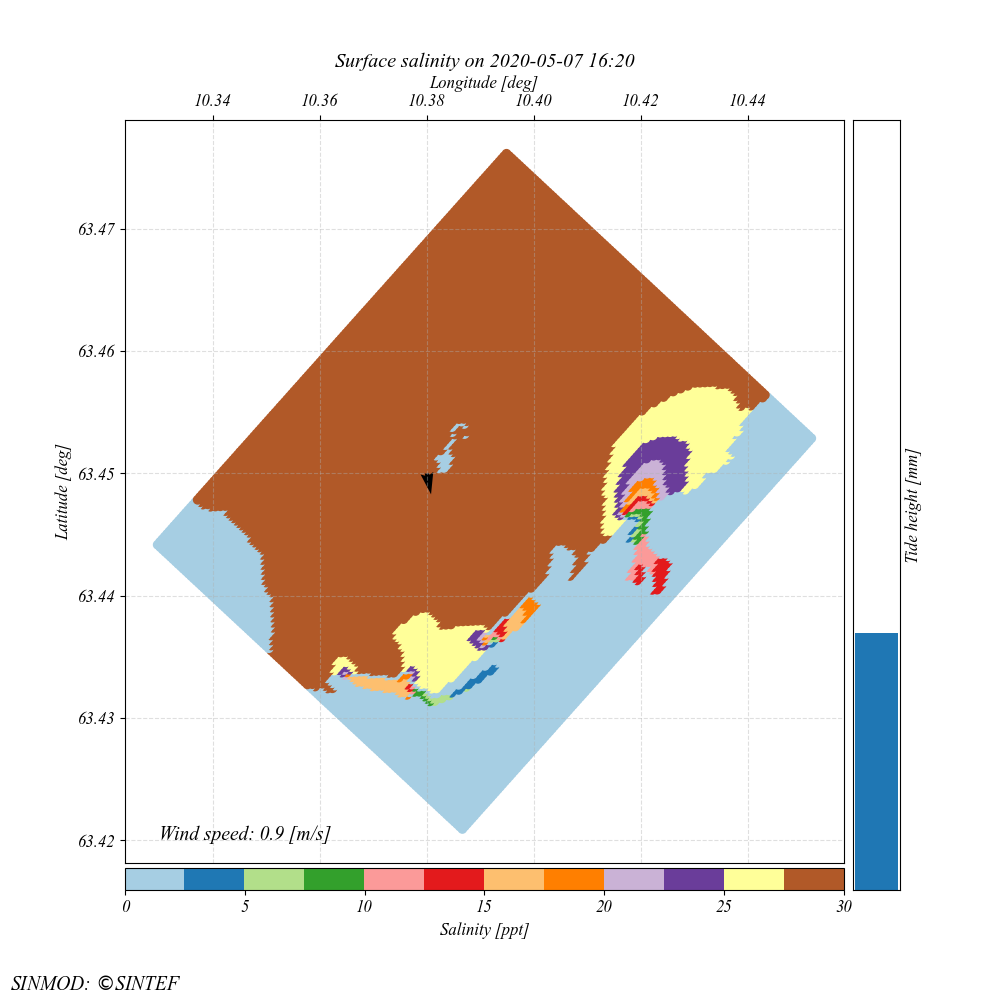 Surface salinity on 2020-05-07 16:20
Longitude [deg]
10.34 10.36 10.38 10.40 10.42 10.44
63.47
63.46
63.45
63.44
63.43
63.42
Latitude [deg]
Tide height [mm]
Wind speed: 0.9 [m/s]
0 5 10 15 20 25 30
Salinity [ppt]
SINMOD: ©SINTEF